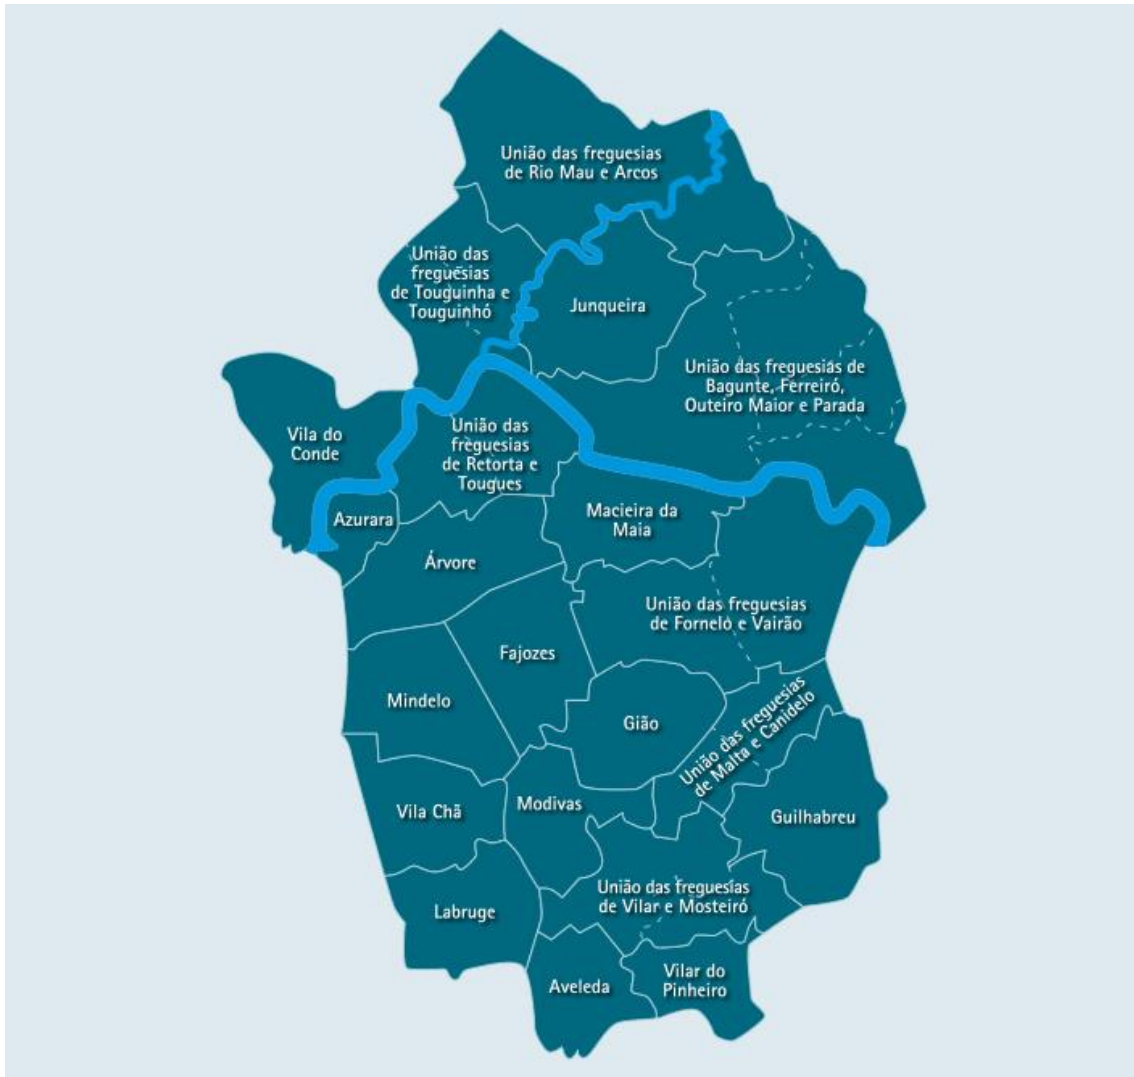 União das freguesias
de Rio Mau e Arcos
União das
freguesias
de Touguinha e
Touguinhó
Junqueira
União das freguesias de
Bagunte, Ferreiró,
Outeiro Maior e Parada
Vila do
Conde
União das
freguesias
de Retorta e
Tougues
Azurara
Macieira da
Maia
Árvore
União das freguesias
de Fornelo e Vairão
Fajozes
Mindelo
Gião
União das freguesias
de Malta e Canidelo
Vila Chã
Modivas
Guilhabreu
União das freguesias
de Vilar e Mosteiró
Labruge
Aveleda
Vilar do
Pinheiro